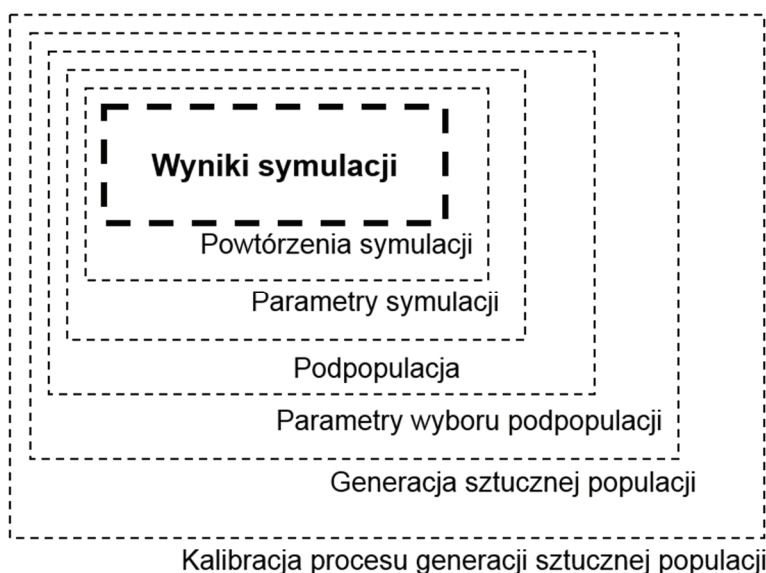 Wyniki symulacji
Powtórzenia symulacji
Parametry symulacji
Podpopulacja
Parametry wyboru podpopulacji
Generacja sztucznej populacji
Kalibracja procesu generacji sztucznej populacji